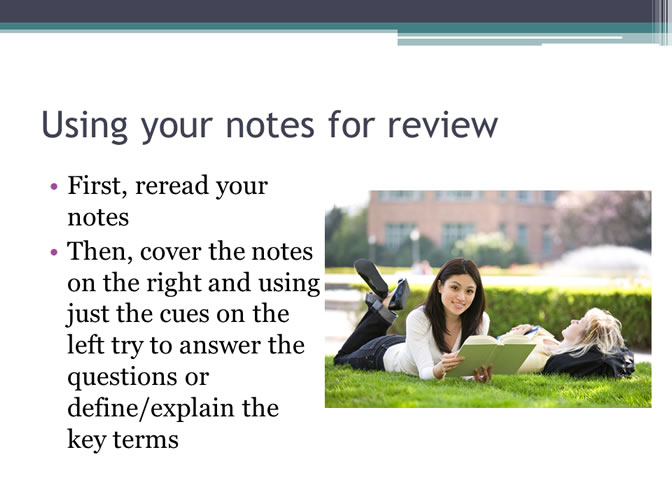 Using your notes for review
• First, reread your
notes
• Then, cover the notes
on the right and using
just the cues on the
left try to answer the
questions or
define/explain the
key terms